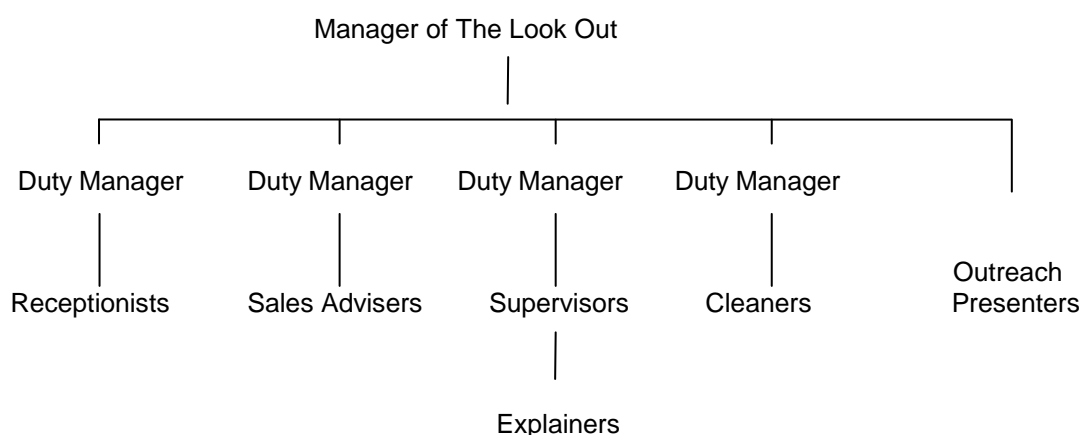 Manager of The Look Out
Duty Manager Duty Manager Duty Manager Duty Manager
Outreach
Receptionists Sales Advisers Supervisors Cleaners Presenters
Explainers